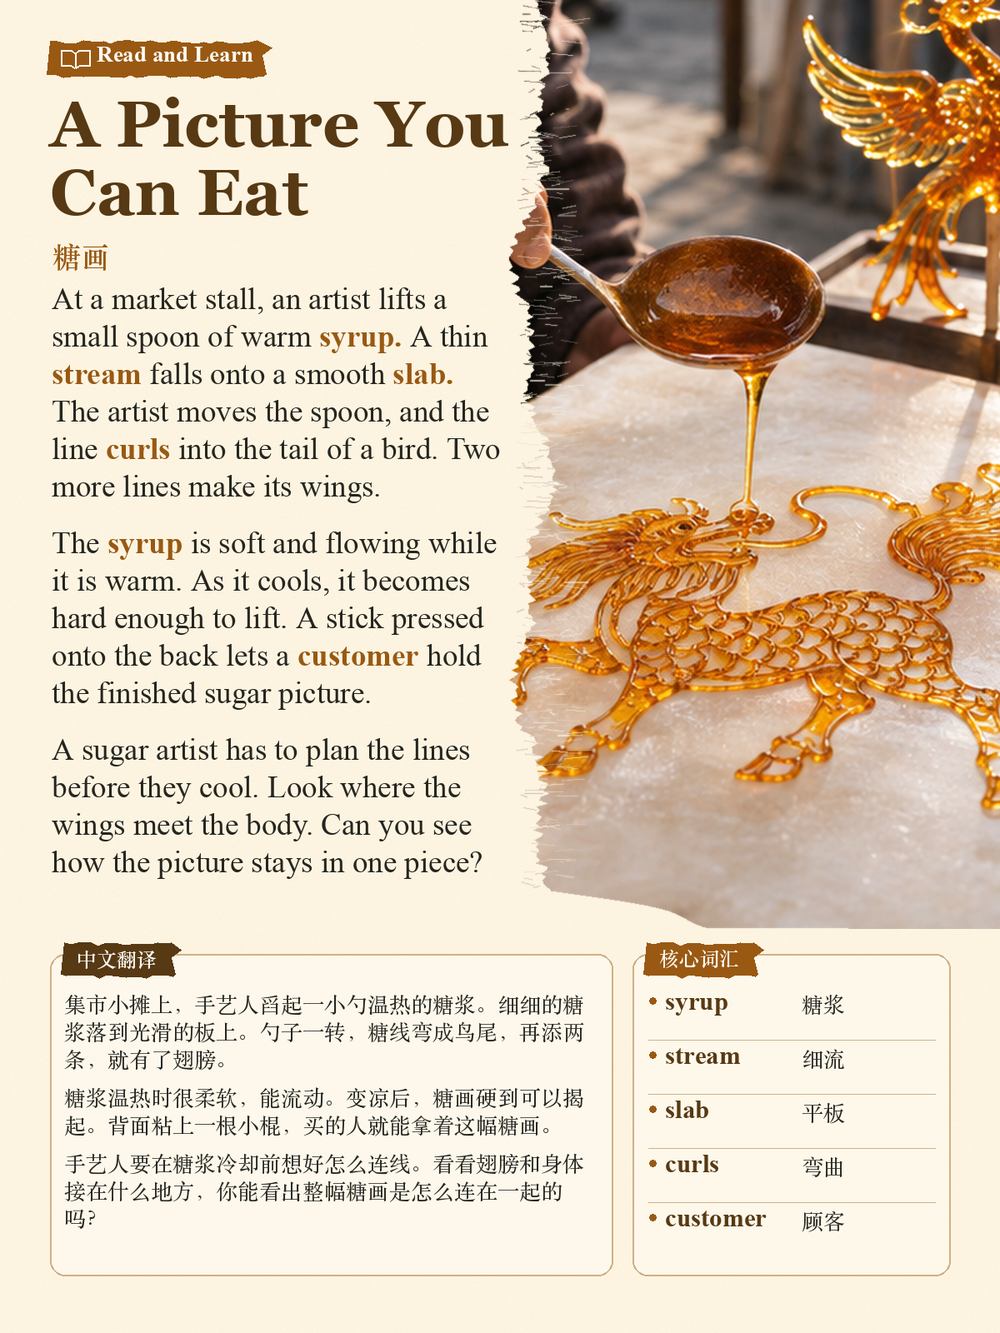 Read and Learn
A Picture You
Can Eat
糖画
At a market stall, an artist lifts a
small spoon of warm syrup. A thin
stream falls onto a smooth slab.
The artist moves the spoon, and the
line curls into the tail of a bird. Two
more lines make its wings.
The syrup is soft and flowing while
it is warm. As it cools, it becomes
hard enough to lift. A stick pressed
onto the back lets a customer hold
the finished sugar picture.
A sugar artist has to plan the lines
before they cool. Look where the
wings meet the body. Can you see
how the picture stays in one piece?
中文翻译
集市小摊上，手艺人舀起一小勺温热的糖浆。细细的糖
浆落到光滑的板上。勺子一转，糖线弯成鸟尾，再添两
条，就有了翅膀。
糖浆温热时很柔软，能流动。变凉后，糖画硬到可以揭
起。背面粘上一根小棍，买的人就能拿着这幅糖画。
手艺人要在糖浆冷却前想好怎么连线。看看翅膀和身体
接在什么地方，你能看出整幅糖画是怎么连在一起的
吗？
核心词汇
• syrup 糖浆
• stream 细流
• slab 平板
• curls 弯曲
• customer 顾客